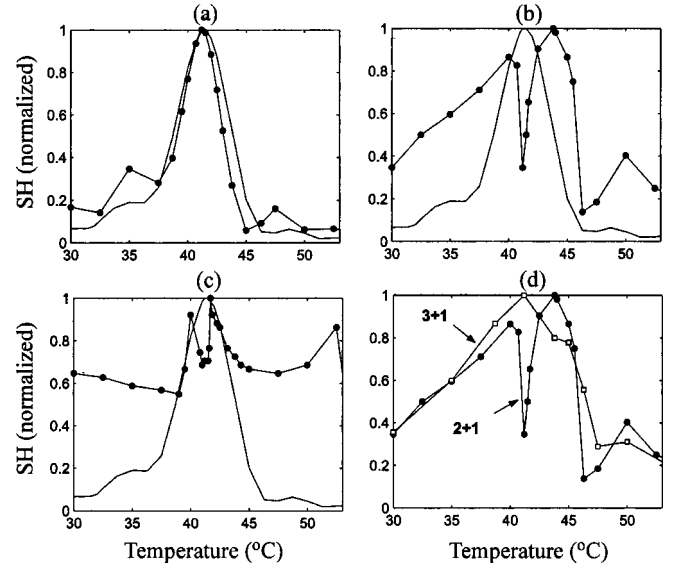 (a) (b)
SH (normalized)
1 1
0.8 0.8
0.6 0.6
0.4 0.4
0.2 0.2
0 0
30 35 40 45 50 30 35 40 45 50
(c) (d)
SH (normalized)
1 1
0.8 0.8
0.6 0.6
0.4 0.4
0.2 0.2
0 0
3+1
2+1
30 35 40 45 50 30 35 40 45 50
Temperature (°C) Temperature (°C)